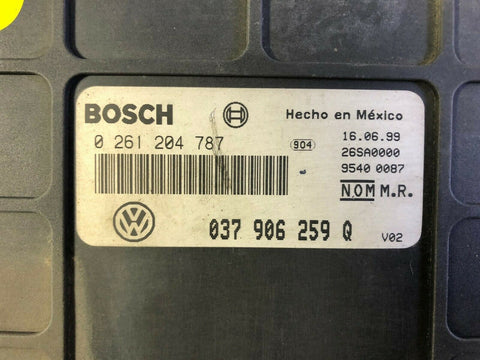 BOSCH
Hecho en México
0 261 204 787
904
16.06.99
26SA0000
9540 0087
NOM M.R.
VW
037 906 259 Q
V02